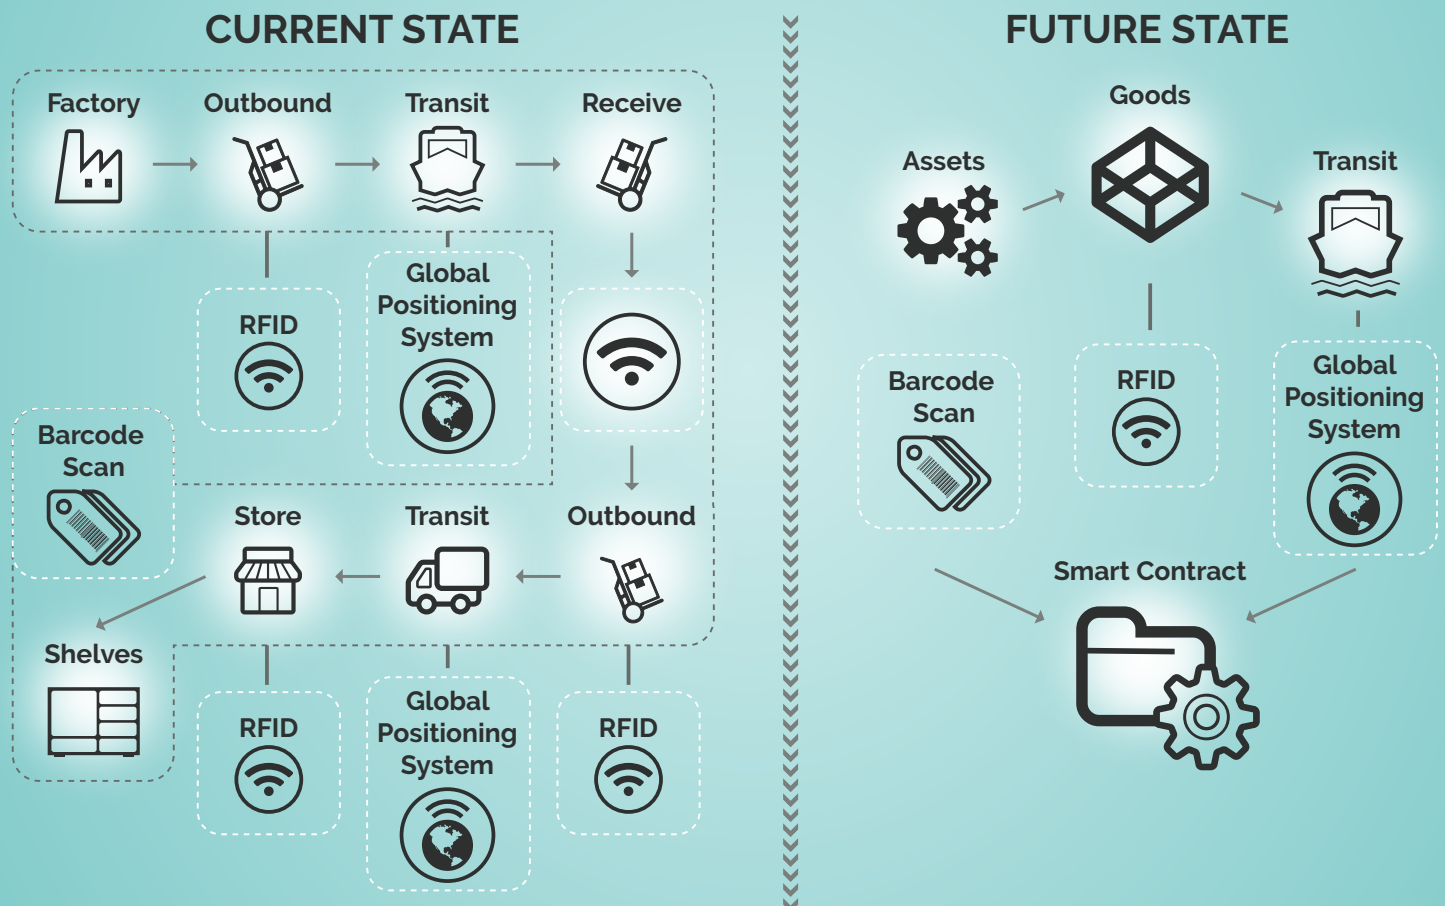 CURRENT STATE
Factory
Outbound
Transit
Receive
RFID
Global
Positioning
System
Barcode
Scan
Store
Transit
Outbound
Shelves
RFID
Global
Positioning
System
RFID
FUTURE STATE
Goods
Assets
Transit
Barcode
Scan
RFID
Global
Positioning
System
Smart Contract